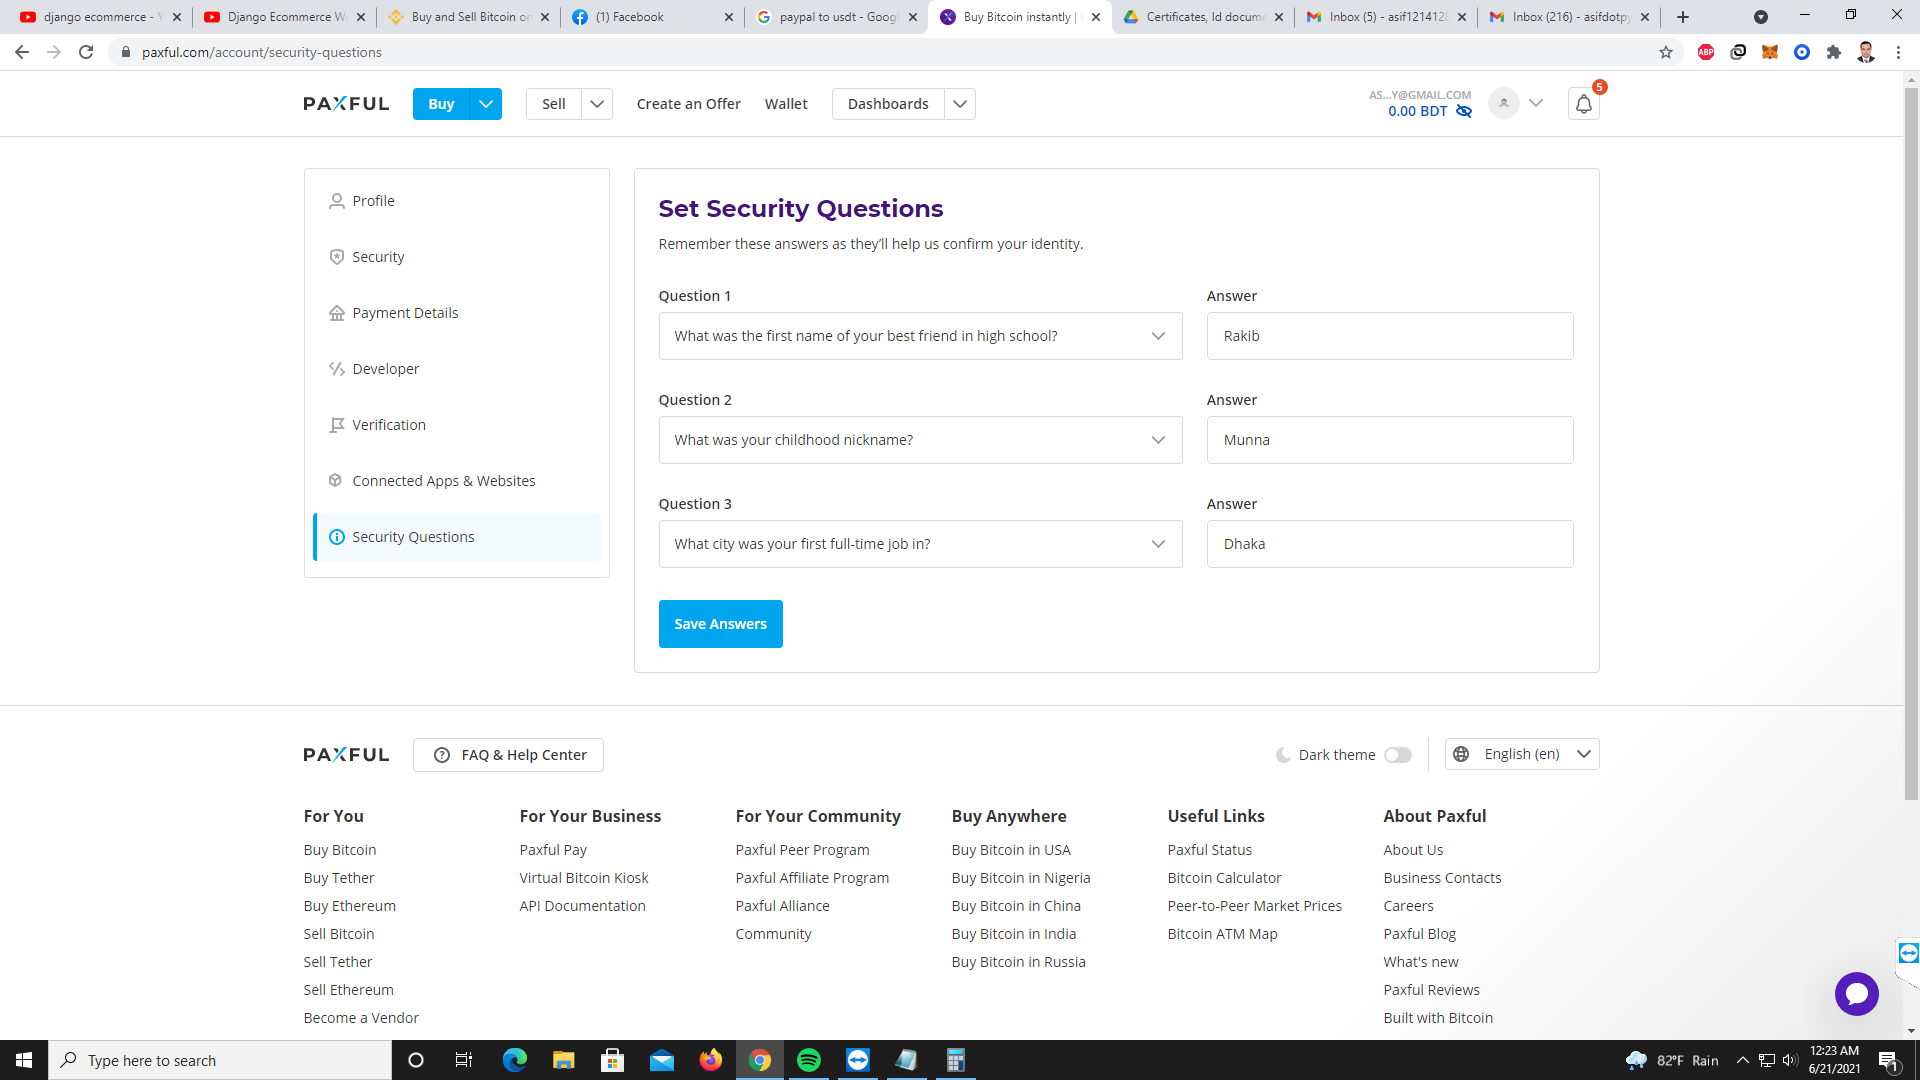 django ecommerce - Y
Django Ecommerce W
Buy and Sell Bitcoin on
(1) Facebook
paypal to usdt - Googl
Buy Bitcoin instantly |
Certificates, Id docume
Inbox (5) - asif1214128
Inbox (216) - asifdotpy
paxful.com/account/security-questions
ABP
PAXFUL
Buy
Sell
Create an Offer
Wallet
Dashboards
AS...Y@GMAIL.COM
0.00 BDT
5
Profile
Security
Payment Details
Developer
Verification
Connected Apps & Websites
Security Questions
Set Security Questions
Remember these answers as they’ll help us confirm your identity.
Question 1
Answer
What was the first name of your best friend in high school?
Rakib
Question 2
Answer
What was your childhood nickname?
Munna
Question 3
Answer
What city was your first full-time job in?
Dhaka
Save Answers
PAXFUL
FAQ & Help Center
Dark theme
English (en)
For You
Buy Bitcoin
Buy Tether
Buy Ethereum
Sell Bitcoin
Sell Tether
Sell Ethereum
Become a Vendor
For Your Business
Paxful Pay
Virtual Bitcoin Kiosk
API Documentation
For Your Community
Paxful Peer Program
Paxful Affiliate Program
Paxful Alliance
Community
Buy Anywhere
Buy Bitcoin in USA
Buy Bitcoin in Nigeria
Buy Bitcoin in China
Buy Bitcoin in India
Buy Bitcoin in Russia
Useful Links
Paxful Status
Bitcoin Calculator
Peer-to-Peer Market Prices
Bitcoin ATM Map
About Paxful
About Us
Business Contacts
Careers
Paxful Blog
What's new
Paxful Reviews
Built with Bitcoin
Type here to search
82°F Rain
12:23 AM
6/21/2021
1